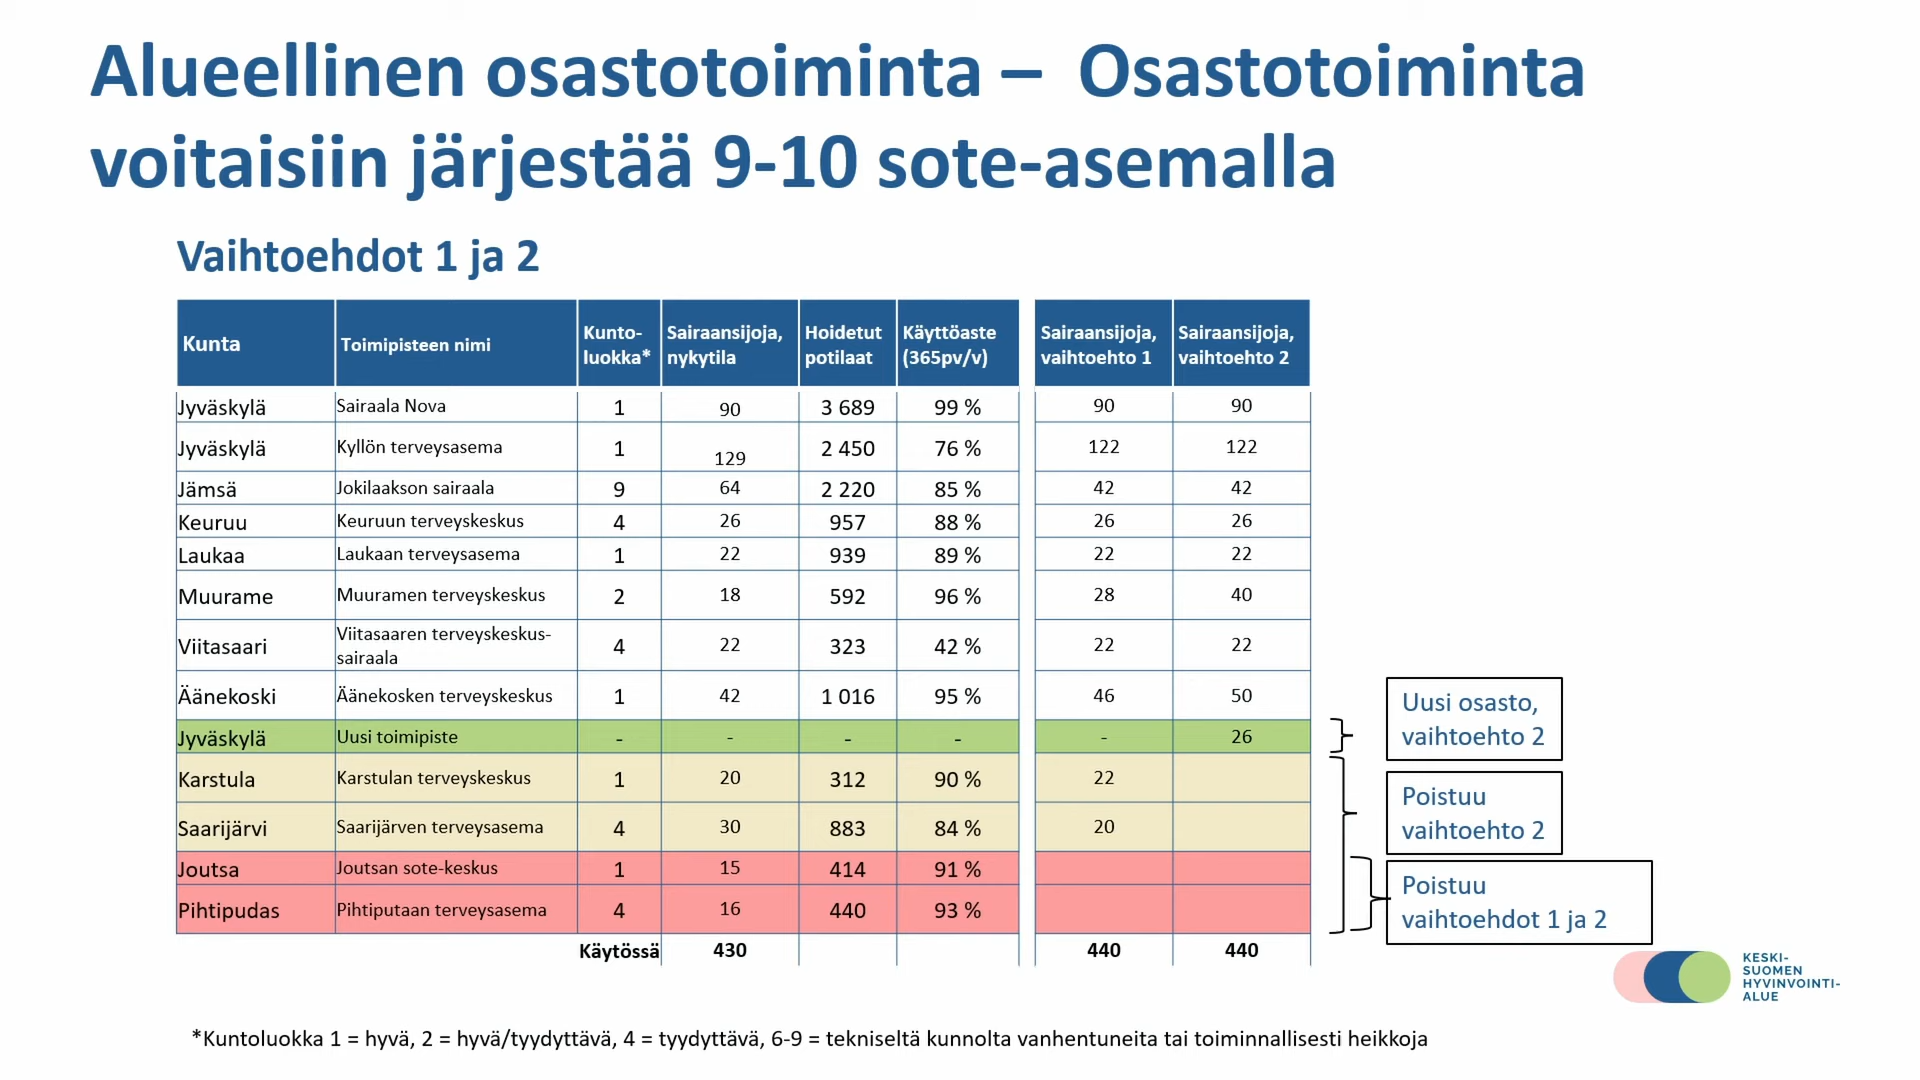 Alueellinen osastotoiminta – Osastotoiminta
voitaisiin järjestää 9-10 sote-asemalla
Vaihtoehdot 1 ja 2
Kunta Toimipisteen nimi Kunto-luokka* Sairaansijoja, nykytila Hoidetut potilaat Käyttöaste (365pv/v) Sairaansijoja, vaihtoehto 1 Sairaansijoja, vaihtoehto 2
Jyväskylä Sairaala Nova 1 90 3 689 99 % 90 90
Jyväskylä Kyllön terveysasema 1 129 2 450 76 % 122 122
Jämsä Jokilaakson sairaala 9 64 2 220 85 % 42 42
Keuruu Keuruun terveyskeskus 4 26 957 88 % 26 26
Laukaa Laukaan terveysasema 1 22 939 89 % 22 22
Muurame Muuramen terveyskeskus 2 18 592 96 % 28 40
Viitasaari Viitasaaren terveyskeskus-sairaala 4 22 323 42 % 22 22
Äänekoski Äänekosken terveyskeskus 1 42 1 016 95 % 46 50
Jyväskylä Uusi toimipiste - - - - - 26
Karstula Karstulan terveyskeskus 1 20 312 90 % 22
Saarijärvi Saarijärven terveysasema 4 30 883 84 % 20
Joutsa Joutsan sote-keskus 1 15 414 91 %
Pihtipudas Pihtiputaan terveysasema 4 16 440 93 %
Käytössä 430 440 440
Uusi osasto,
vaihtoehto 2
Poistuu
vaihtoehto 2
Poistuu
vaihtoehdot 1 ja 2
KESKI-
SUOMEN
HYVINVOINTI-
ALUE
*Kuntoluokka 1 = hyvä, 2 = hyvä/tyydyttävä, 4 = tyydyttävä, 6-9 = tekniseltä kunnolta vanhentuneita tai toiminnallisesti heikkoja